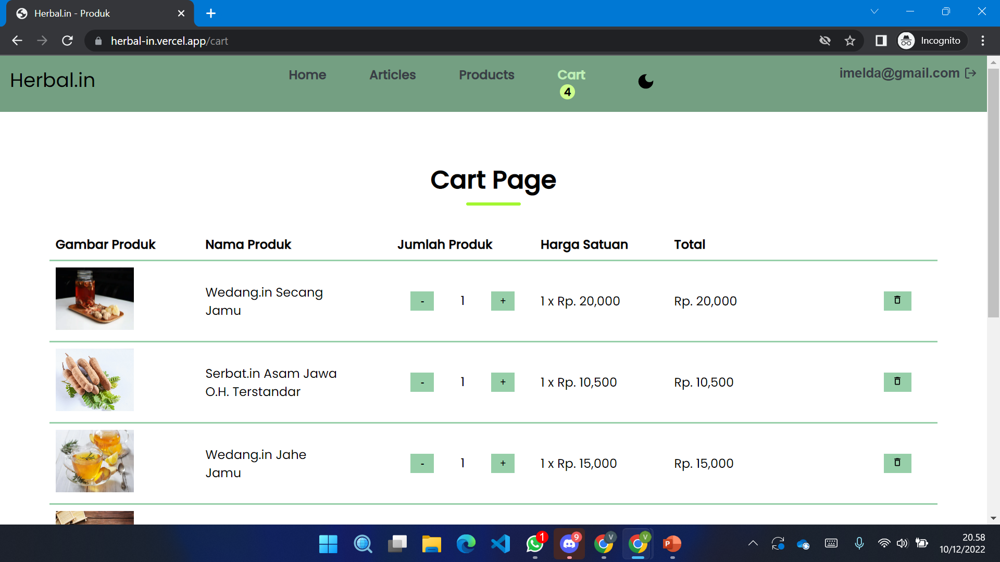 Herbal.in - Produk
herbal-in.vercel.app/cart
Incognito
Herbal.in
Home
Articles
Products
Cart
4
imelda@gmail.com
Cart Page
Gambar Produk
Nama Produk
Jumlah Produk
Harga Satuan
Total
Wedang.in Secang
Jamu
-
1
+
1 x Rp. 20,000
Rp. 20,000
Serbat.in Asam Jawa
O.H. Terstandar
-
1
+
1 x Rp. 10,500
Rp. 10,500
Wedang.in Jahe
Jamu
-
1
+
1 x Rp. 15,000
Rp. 15,000
1
9
V
V
P
20.58
10/12/2022